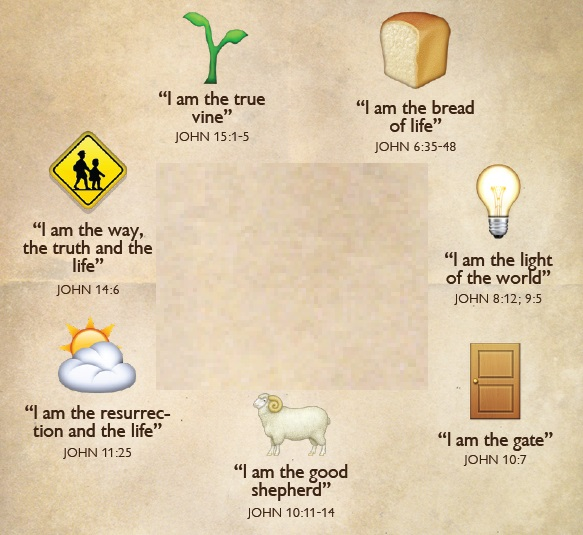 “I am the true
vine”
JOHN 15:1-5
“I am the bread
of life”
JOHN 6:35-48
“I am the way,
the truth and the
life”
JOHN 14:6
“I am the light
of the world”
JOHN 8:12; 9:5
“I am the resurrec-
tion and the life”
JOHN 11:25
“I am the gate”
JOHN 10:7
“I am the good
shepherd”
JOHN 10:11-14